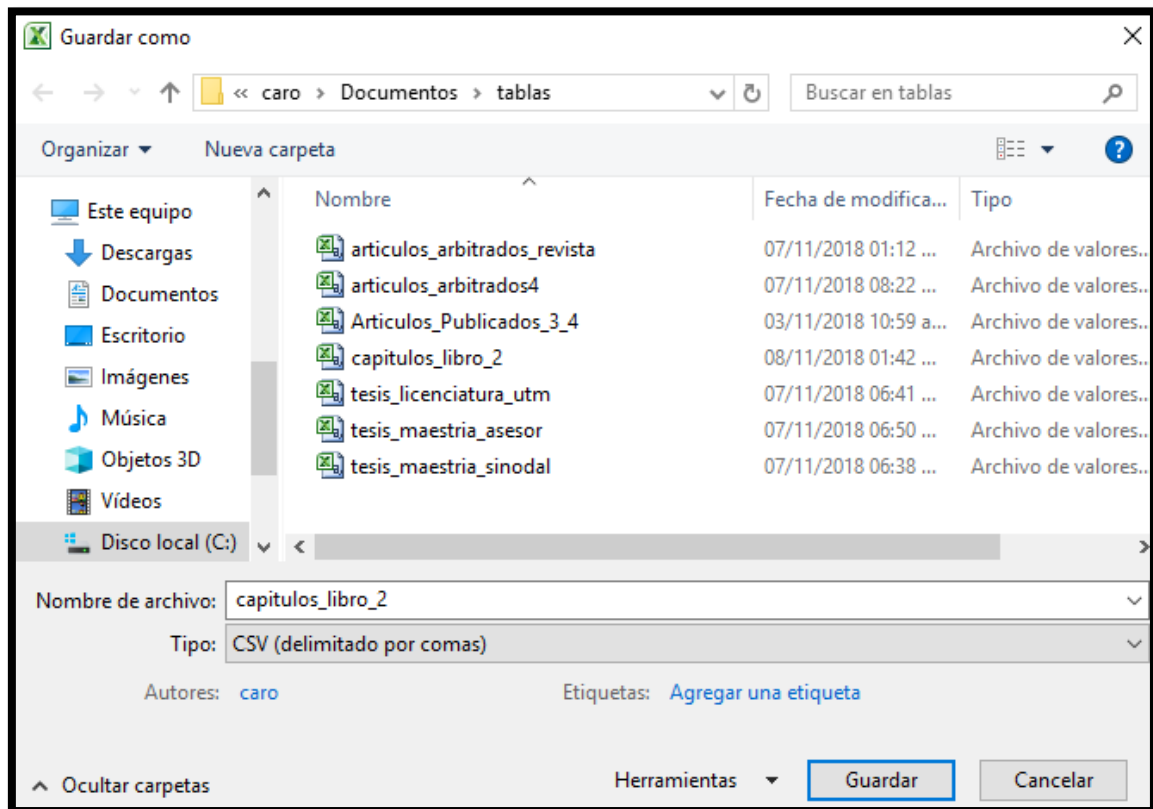 Guardar como
« caro > Documentos > tablas
Buscar en tablas
Organizar
Nueva carpeta
Este equipo
Descargas
Documentos
Escritorio
Imágenes
Música
Objetos 3D
Vídeos
Disco local (C:)
Nombre Fecha de modifica... Tipo
articulos_arbitrados_revista 07/11/2018 01:12 ... Archivo de valores...
articulos_arbitrados4 07/11/2018 08:22 ... Archivo de valores...
Articulos_Publicados_3_4 03/11/2018 10:59 a... Archivo de valores...
capitulos_libro_2 08/11/2018 01:42 ... Archivo de valores...
tesis_licenciatura_utm 07/11/2018 06:41 ... Archivo de valores...
tesis_maestria_asesor 07/11/2018 06:50 ... Archivo de valores...
tesis_maestria_sinodal 07/11/2018 06:38 ... Archivo de valores...
Nombre de archivo: capitulos_libro_2
Tipo: CSV (delimitado por comas)
Autores: caro Etiquetas: Agregar una etiqueta
Ocultar carpetas Herramientas Guardar Cancelar